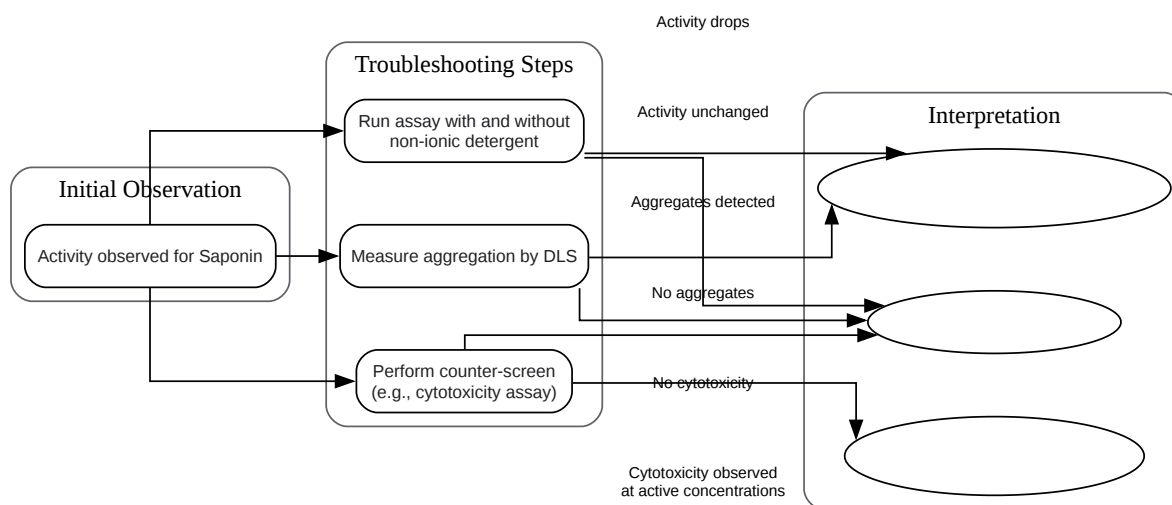 Initial Observation
Activity observed for Saponin
Troubleshooting Steps
Run assay with and without
non-ionic detergent
Measure aggregation by DLS
Perform counter-screen
(e.g., cytotoxicity assay)
Activity drops
Activity unchanged
Aggregates detected
No aggregates
No cytotoxicity
Cytotoxicity observed
at active concentrations
Interpretation